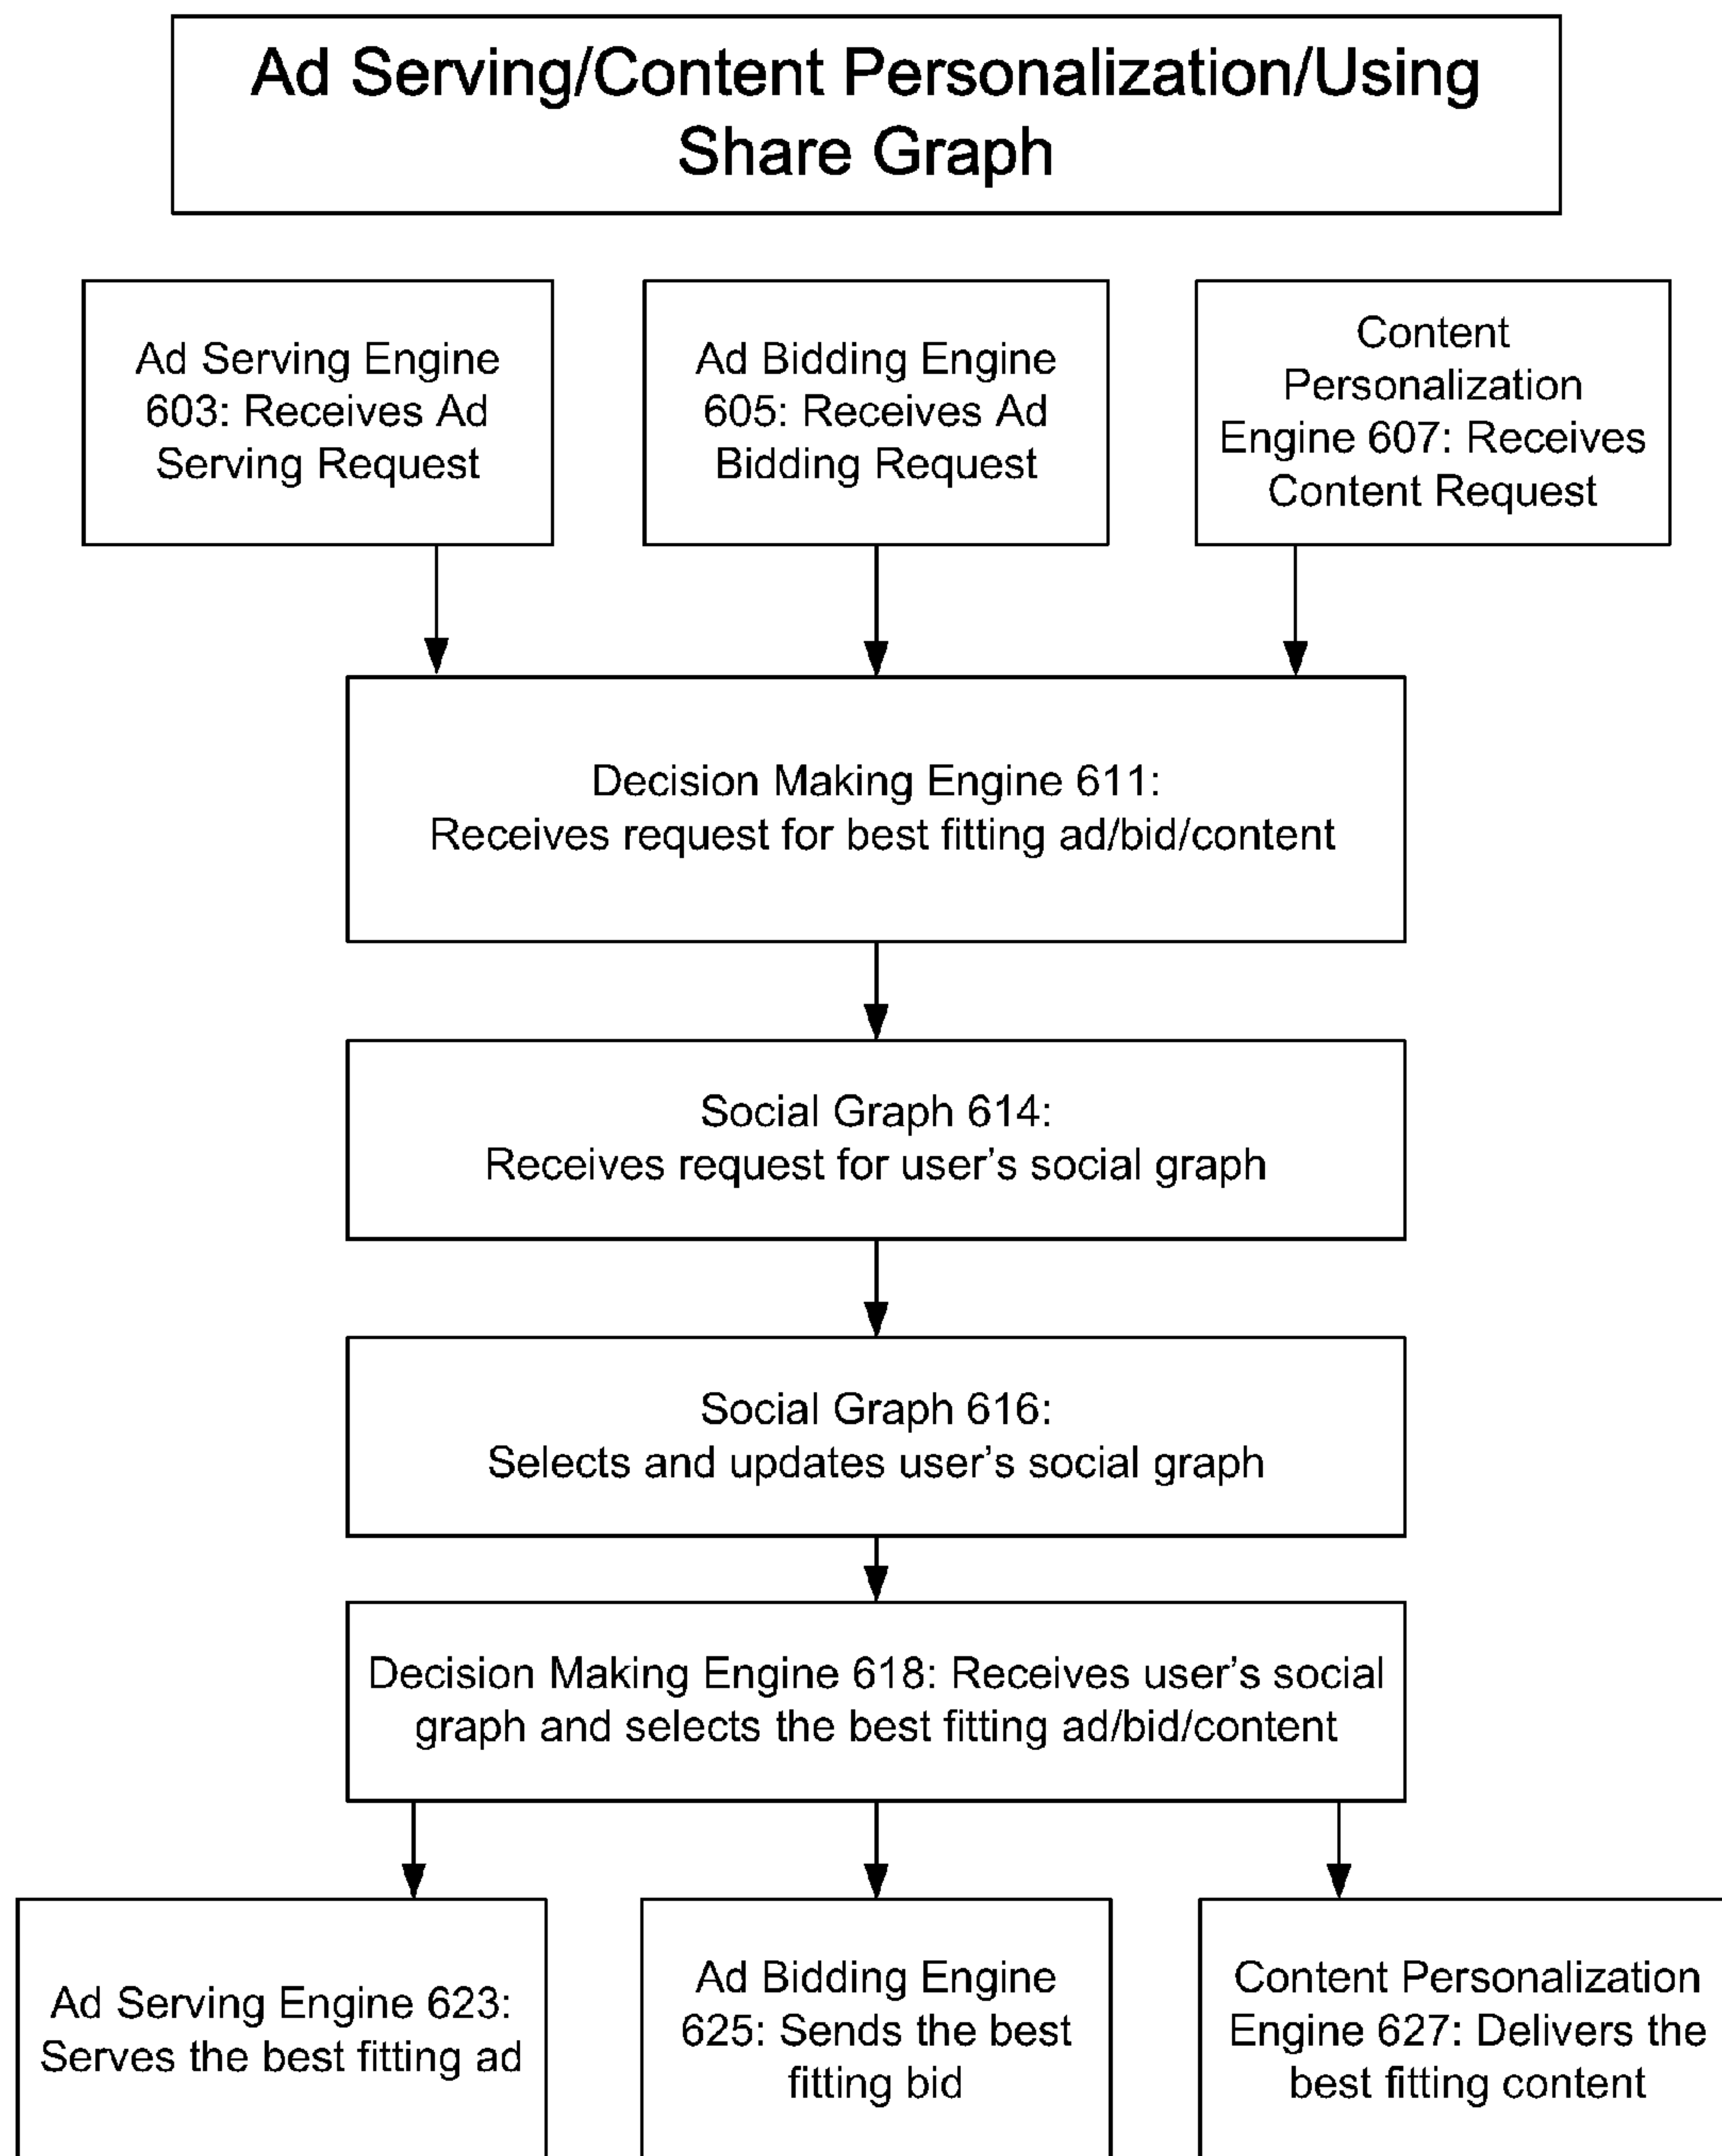 Ad Serving/Content Personalization/Using
Share Graph
Ad Serving Engine
603: Receives Ad
Serving Request
Ad Bidding Engine
605: Receives Ad
Bidding Request
Content
Personalization
Engine 607: Receives
Content Request
Decision Making Engine 611:
Receives request for best fitting ad/bid/content
Social Graph 614:
Receives request for user’s social graph
Social Graph 616:
Selects and updates user’s social graph
Decision Making Engine 618: Receives user’s social
graph and selects the best fitting ad/bid/content
Ad Serving Engine 623:
Serves the best fitting ad
Ad Bidding Engine
625: Sends the best
fitting bid
Content Personalization
Engine 627: Delivers the
best fitting content